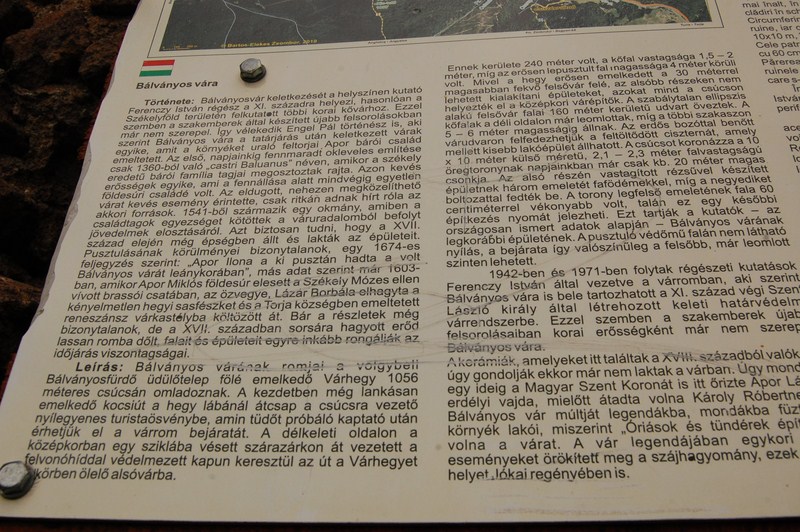 © Bartos-Elekes Zsombor 2010
Bálványos vára
Története: Bálványosvár keletkezését a helyszínen kutató
Ferenczy István régész a XI. századra helyezi, hasonlóan a
Székelyföld területén felkutatott többi korai kővárhoz. Ezzel
szemben a szakemberek által készített újabb felsorolásokban
már nem szerepel. Így vélekedik Engel Pál történész is, aki
szerint Bálványos vára a tatárjárás után keletkezett várak
egyike, amit a környéket uraló feltorjai Apor báró család
emeltetett. Az első, napjainkig fennmaradt okleveles említése
csak 1360-ból való „castri Baluanus” néven, amikor a székely
eredetű bárói família tagjai megosztoztak rajta. Azon kevés
erősségek egyike, ami a fennállása alatt mindvégig egyetlen
földesúri családé volt. Az eldugott, nehezen megközelíthető
várat kevés esemény érintette, csak ritkán adnak hírt róla az
akkori források. 1541-ből származik egy okmány, amiben a
családtagok egyezséget kötöttek a váruradalomból befolyt
jövedelmek elosztásáról. Azt biztosan tudni, hogy a XVII.
század elején még épségben állt és lakták az épületeit.
Pusztulásának körülményei bizonytalanok, egy 1674-es
feljegyzés szerint: „Apor Ilona a ki pusztán hadta a volt
Bálványi várát leánykorában”, más adat szerint már 1603-
ban, amikor Apor Miklós földesúr elesett a Székely Mózes ellen
vívott brassói csatában, az özvegye, Lázár Borbála elhagyta a
kényelmetlen hegyi sasfészket és a Torja községben emeltetett
reneszánsz várkastélyba költözött át. Bár a részletek még
bizonytalanok, de a XVII. században sorsára hagyott erőd
lassan romba dőlt, falait és épületeit egyre inkább rongálják az
időjárás viszontagságai.
Leírás: Bálványos várának romjai a völgybeli
Bálványosfürdő üdülőtelep fölé emelkedő Várhegy 1056
méteres csúcsán omladoznak. A kezdetben még lankásan
emelkedő kocsiút a hegy lábánál átcsap a csúcsra vezető
nyílegyenes turistaösvénybe, amin tüdőt próbáló kaptató után
érhetjük el a várrom bejáratát. A délkeleti oldalon a
középkorban egy sziklába vésett szárazárkon át vezetett a
felvonóhíddal védelmezett kapun keresztül az út a Várhegyet
körben ölelő alsóvárba.
Ennek kerülete 240 méter volt, a kőfal vastagsága 1,5 – 2
méter, míg az erősen lepusztult fal magassága 4 méter körüli
volt. Mivel a hegy erősen emelkedett a 30 méterrel
magasabban fekvő felsővár felé, az alsóbb részeken nem
lehetett kialakítani épületeket, azokat mind a csúcson
helyezték el a középkori várépítők. A szabálytalan ellipszis
alakú felsővár falai 160 méter kerületű udvart öveztek. A
kőfalak a déli oldalon már leomlottak, míg a többi szakaszon
5 – 6 méter magasságig állnak. Az erdős bozóttal benőtt
várudvaron felfedezhetjük a feltöltődött ciszternát, amely
mellett kisebb lakóépület állhatott. A csúcsot koronázza a 10
x 10 méter külső méretű, 2,1 – 2,3 méter falvastagságú
öregtoronynak napjainkban már csak kb. 20 méter magas
csonkja. Az alsó részén vastagított rézsűvel készített
épületnek három emeletét fafödémekkel, míg a negyediket
boltozattal fedték be. A torony legfelső emeletének fala 60
centiméterrel vékonyabb volt, talán ez egy későbbi
építkezés nyomát jelezheti. Ezt tartják a kutatók – az
országosan ismert adatok alapján – Bálványos várának
legkorábbi épületének. A pusztuló védőmű falán nem látható
nyílás, a bejárata így valószínűleg a felsőbb, már leomlott
szinten lehetett.
1942-ben és 1971-ben folytak régészeti kutatások
Ferenczy István által vezetve a várromban, aki szerint
Bálványos vára is bele tartozhatott a XI. század végi Szent
László király által létrehozott keleti határvédelmi
várrendszerbe. Ezzel szemben a szakemberek újabb
felsorolásaiban korai erősségként már nem szerepel
Bálványos vára.
A kerámiák, amelyeket itt találtak a XVIII. századból valók
úgy gondolják ekkor már nem laktak a várban. Úgy mond
egy ideig a Magyar Szent Koronát is itt őrizte Apor Lá
erdélyi vajda, mielőtt átadta volna Károly Róbertne
Bálványos vár múltját legendákba, mondákba fűz
környék lakói, miszerint „Óriások és tündérek épí
volna a várat. A vár legendájában egykori
eseményeket örökített meg a szájhagyomány, ezek
helyet Jókai regényében is.